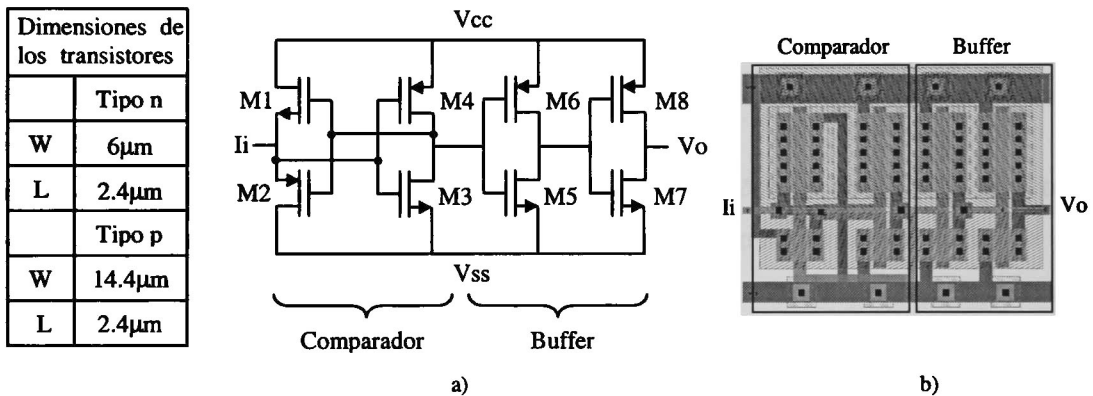 Dimensiones de
los transistores
Tipo n
W 6μm
L 2.4μm
Tipo p
W 14.4μm
L 2.4μm
Vcc
M1 M4 M6 M8
Ii Vo
M2 M3 M5 M7
Vss
Comparador Buffer
a)
Comparador Buffer
Ii Vo
b)